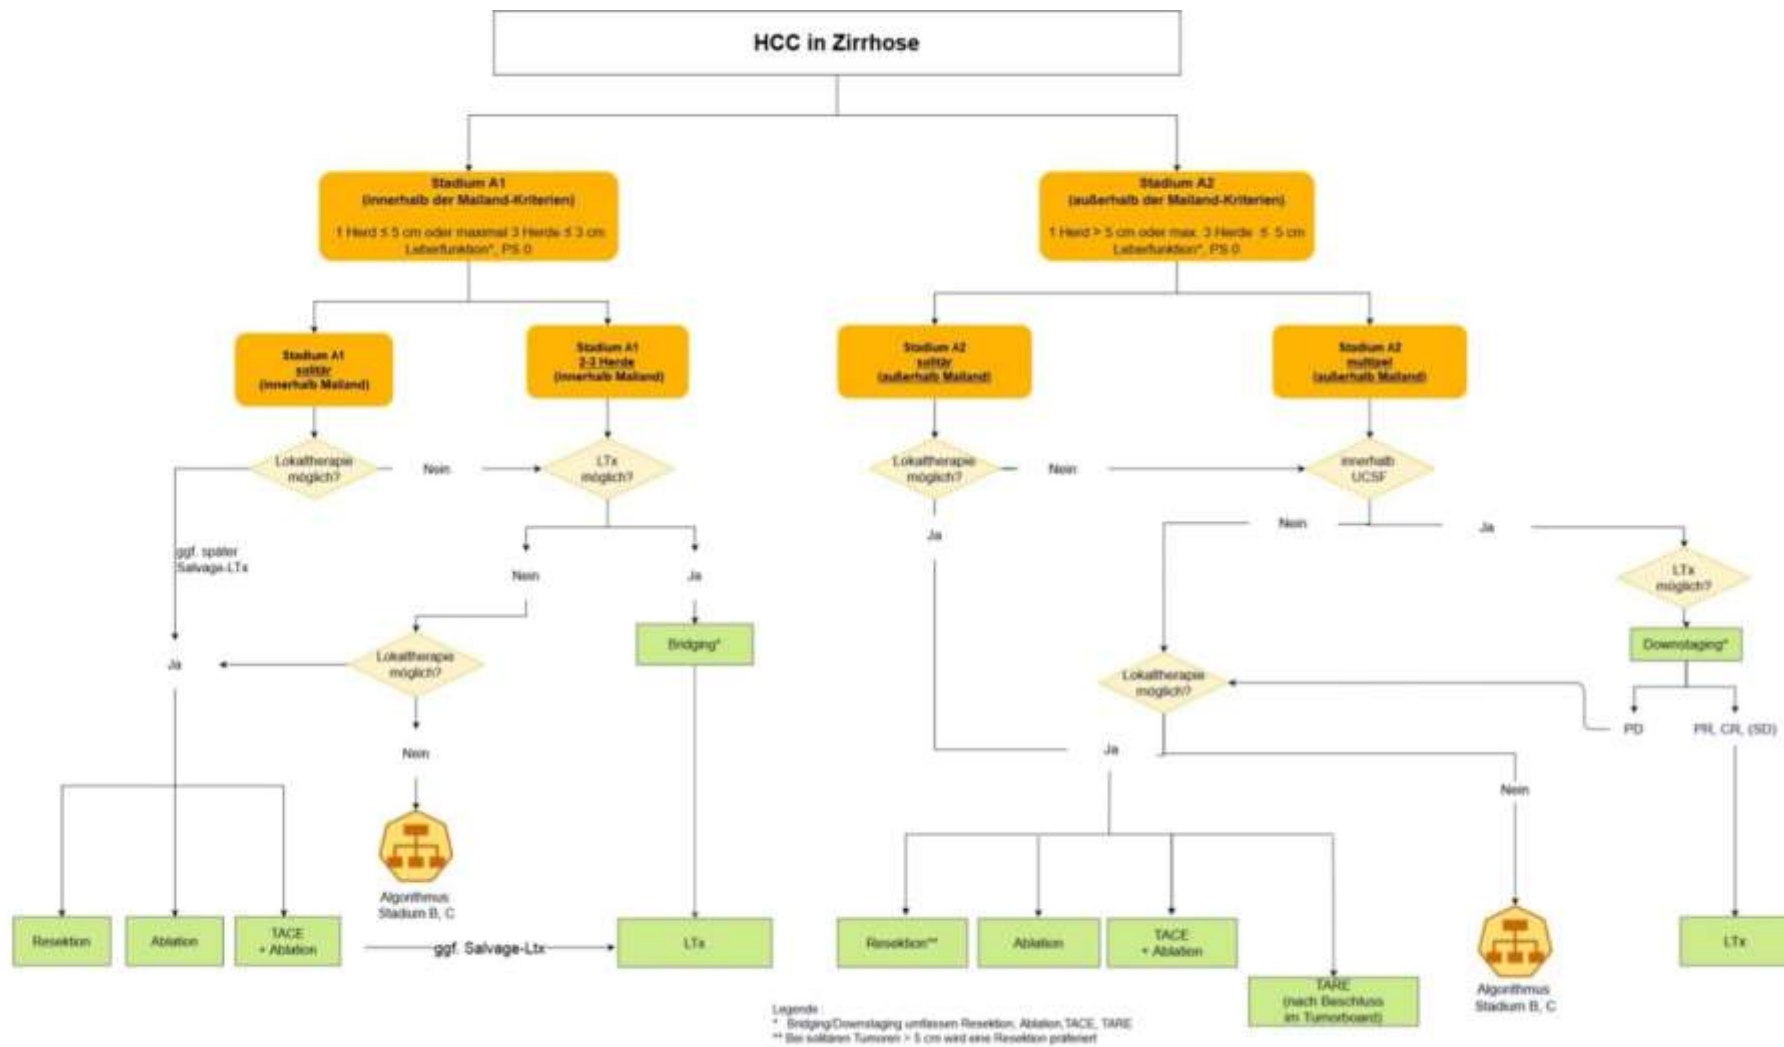 HCC in Zirrhose
Stadium A1
(innerhalb der Mailand-Kriterien)
1 Herd ≤ 5 cm oder maximal 3 Herde ≤ 3 cm
Leberfunktion*, PS 0
Stadium A2
(außerhalb der Mailand-Kriterien)
1 Herd > 5 cm oder max. 3 Herde ≤ 5 cm
Leberfunktion*, PS 0
Stadium A1
solitär
(innerhalb Mailand)
Stadium A1
2-3 Herde
(innerhalb Mailand)
Stadium A2
solitär
(außerhalb Mailand)
Stadium A2
multipel
(außerhalb Mailand)
Lokaltherapie
möglich?
Nein
LTx
möglich?
Lokaltherapie
möglich?
Nein
innerhalb
UCSF
ggf. später
Salvage-LTx
Nein
Ja
Ja
Nein
Ja
LTx
möglich?
Ja
Lokaltherapie
möglich?
Bridging*
Lokaltherapie
möglich?
Downstaging*
Nein
Ja
PD
PR, CR, (SD)
Nein
Algorithmus
Stadium B, C
Resektion
Ablation
TACE
+ Ablation
ggf. Salvage-Ltx
LTx
Resektion**
Ablation
TACE
+ Ablation
TARE
(nach Beschluss
im Tumorboard)
Algorithmus
Stadium B, C
LTx
Legende :
* Bridging/Downstaging umfassen Resektion, Ablation,TACE, TARE
** Bei solitären Tumoren > 5 cm wird eine Resektion präferiert